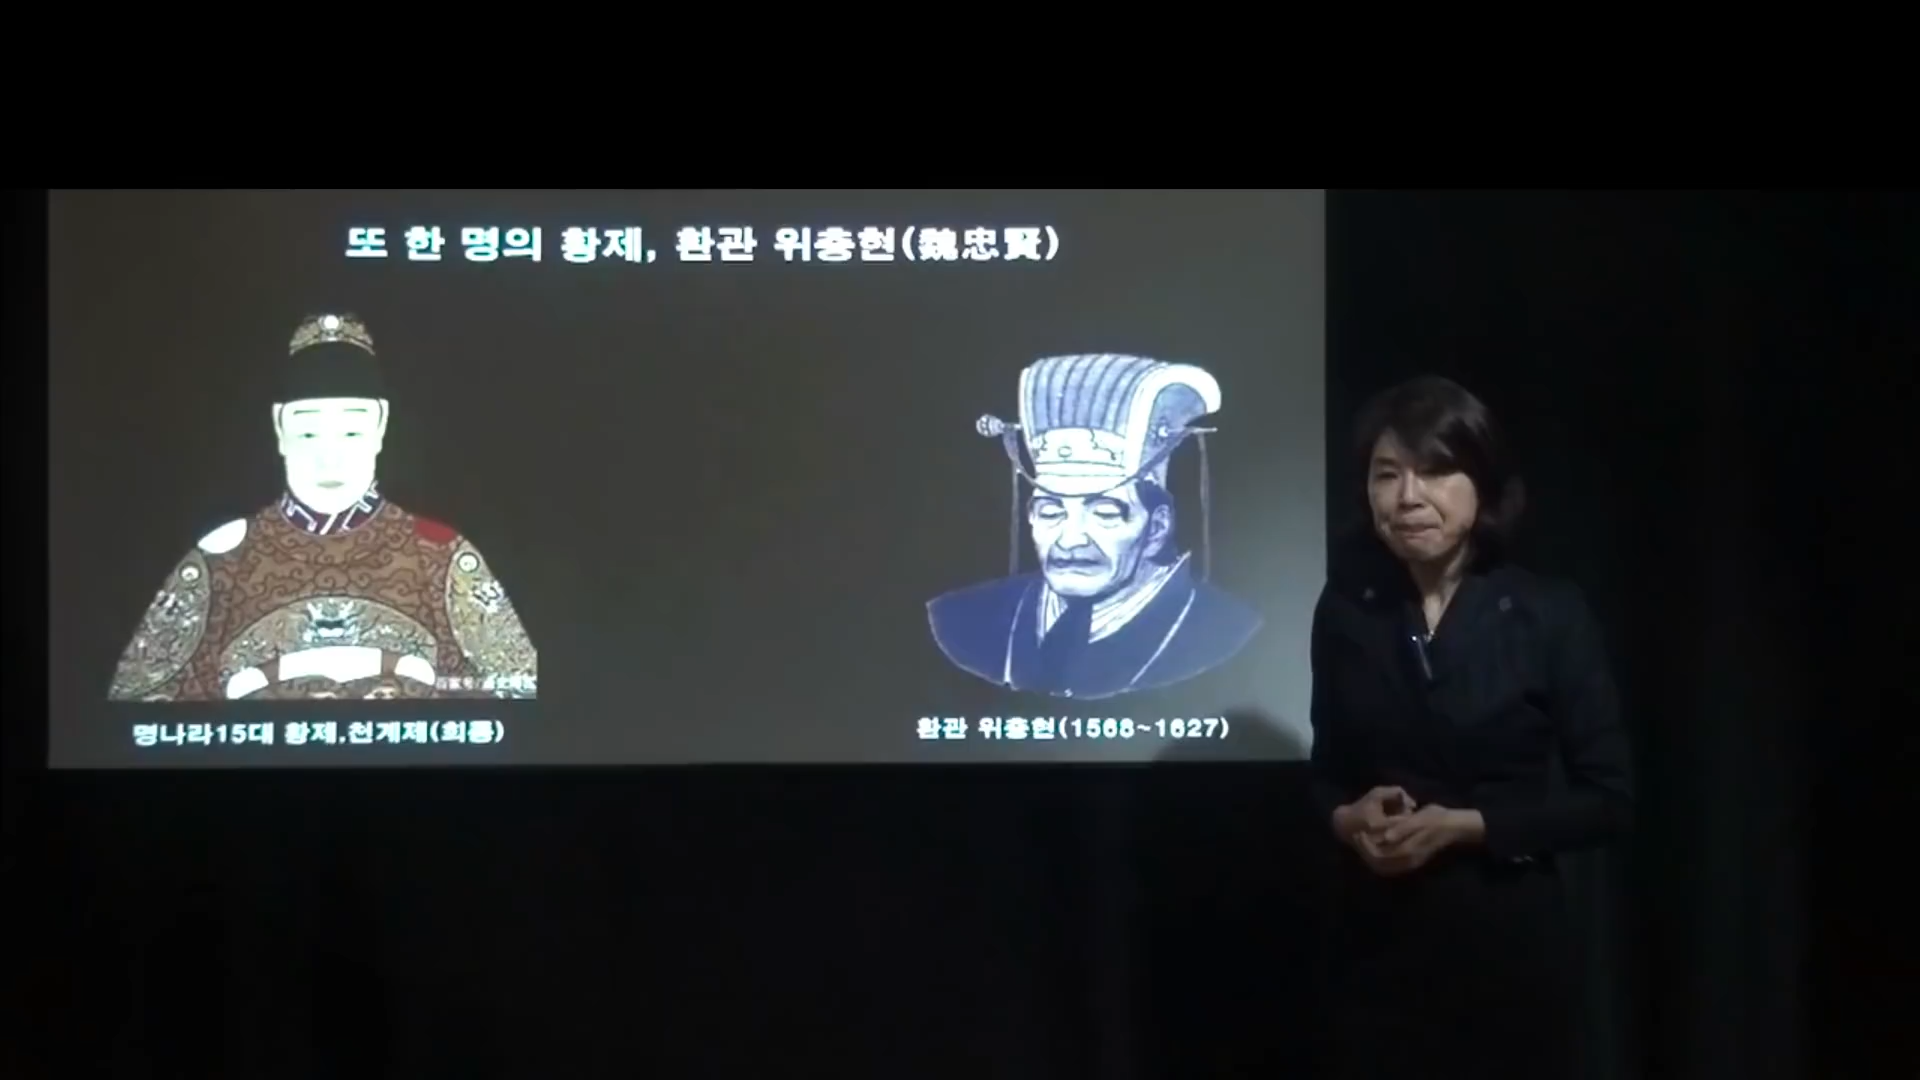 또 한 명의 황제, 환관 위충현(魏忠賢)
명나라15대 황제.천계제(희종)
환관 위충현(1568~1627)